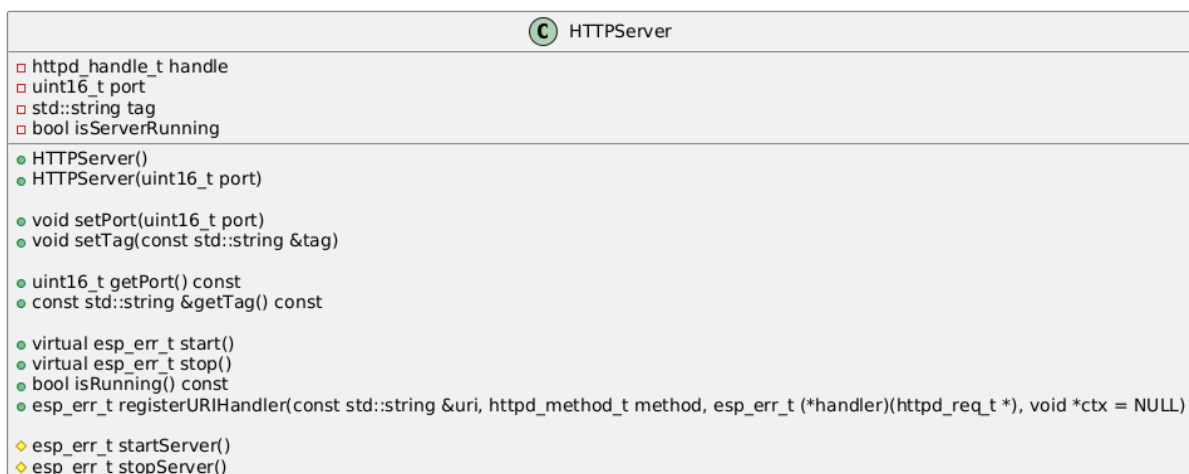 C HTTPServer
httpd_handle_t handle
uint16_t port
std::string tag
bool isServerRunning
HTTPServer()
HTTPServer(uint16_t port)
void setPort(uint16_t port)
void setTag(const std::string &tag)
uint16_t getPort() const
const std::string &getTag() const
virtual esp_err_t start()
virtual esp_err_t stop()
bool isRunning() const
esp_err_t registerURIHandler(const std::string &uri, httpd_method_t method, esp_err_t (*handler)(httpd_req_t *), void *ctx = NULL)
esp_err_t startServer()
esp_err_t stopServer()